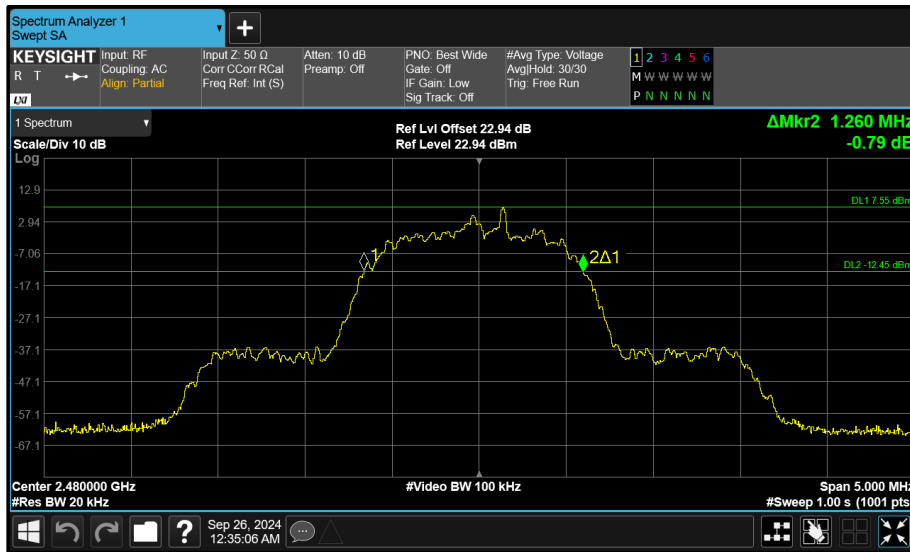 Spectrum Analyzer 1
Swept SA
KEYSIGHT
R T
LXI
Input: RF
Coupling: AC
Align: Partial
Input Z: 50 Ω
Corr CCorr RCal
Freq Ref: Int (S)
Atten: 10 dB
Preamp: Off
PNO: Best Wide
Gate: Off
IF Gain: Low
Sig Track: Off
#Avg Type: Voltage
Avg|Hold: 30/30
Trig: Free Run
1 2 3 4 5 6
M W W W W W
P N N N N N
1 Spectrum
Scale/Div 10 dB
Ref Lvl Offset 22.94 dB
Ref Level 22.94 dBm
ΔMkr2 1.260 MHz
-0.79 dB
Log
12.9
2.94
-7.06
-17.1
-27.1
-37.1
-47.1
-57.1
-67.1
DL1 7.55 dBm
DL2 -12.45 dBm
1
2Δ1
Center 2.480000 GHz
#Video BW 100 kHz
Span 5.000 MHz
#Res BW 20 kHz
#Sweep 1.00 s (1001 pts
?
Sep 26, 2024
12:35:06 AM